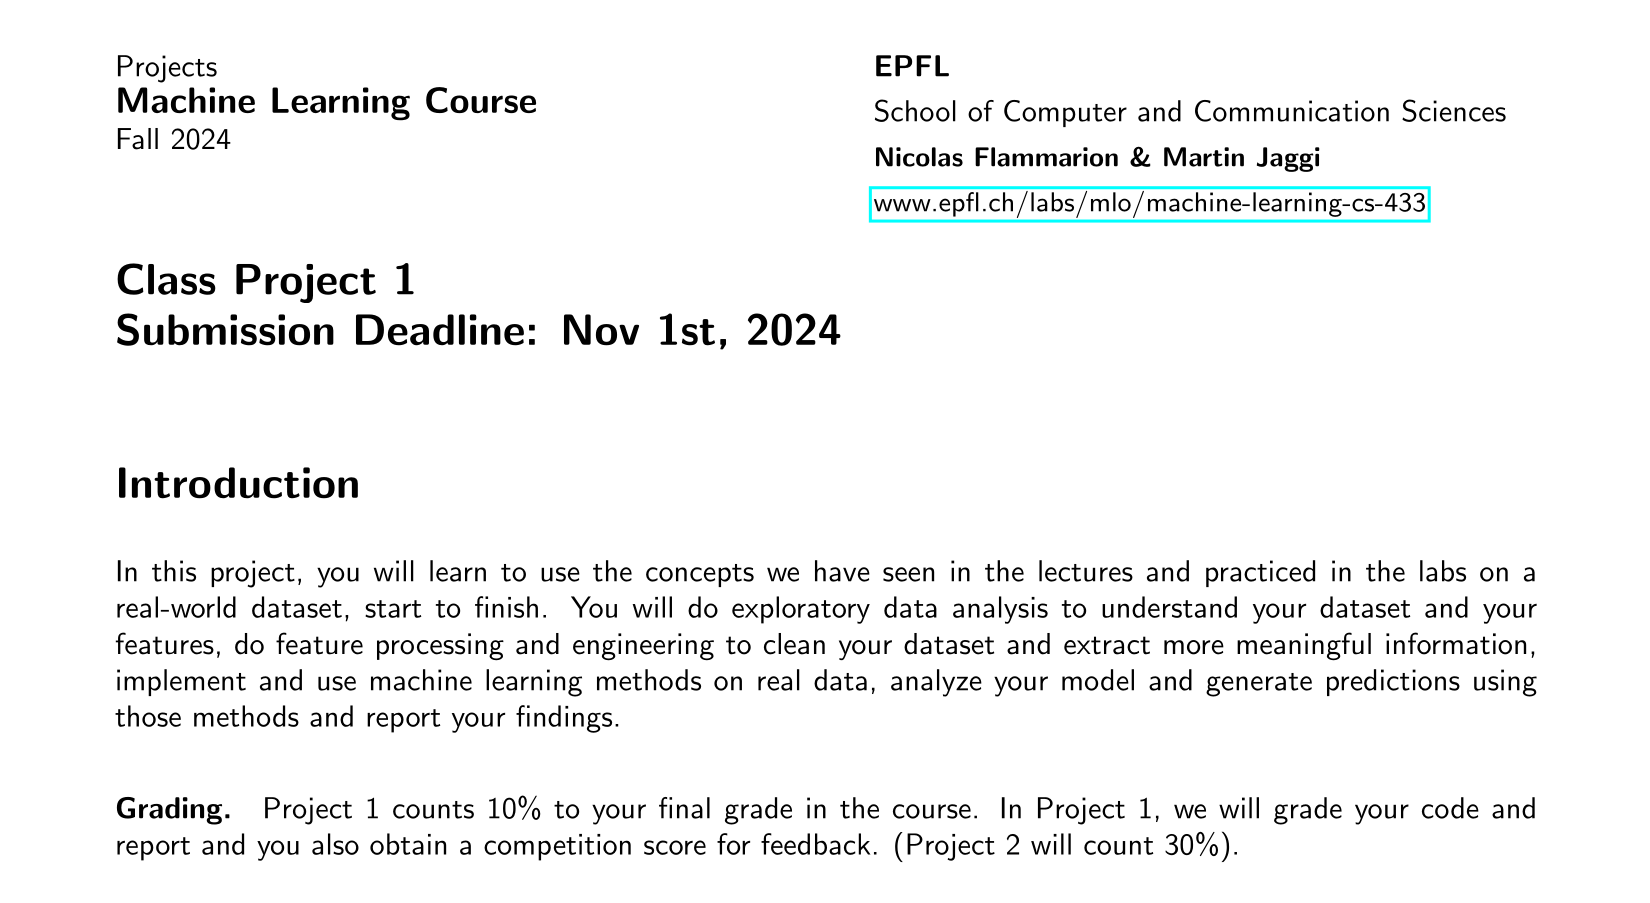 Projects
Machine Learning Course
Fall 2024
EPFL
School of Computer and Communication Sciences
Nicolas Flammarion & Martin Jaggi
www.epfl.ch/labs/mlo/machine-learning-cs-433
Class Project 1
Submission Deadline: Nov 1st, 2024
Introduction
In this project, you will learn to use the concepts we have seen in the lectures and practiced in the labs on a
real-world dataset, start to finish. You will do exploratory data analysis to understand your dataset and your
features, do feature processing and engineering to clean your dataset and extract more meaningful information,
implement and use machine learning methods on real data, analyze your model and generate predictions using
those methods and report your findings.
Grading. Project 1 counts 10% to your final grade in the course. In Project 1, we will grade your code and
report and you also obtain a competition score for feedback. (Project 2 will count 30%).